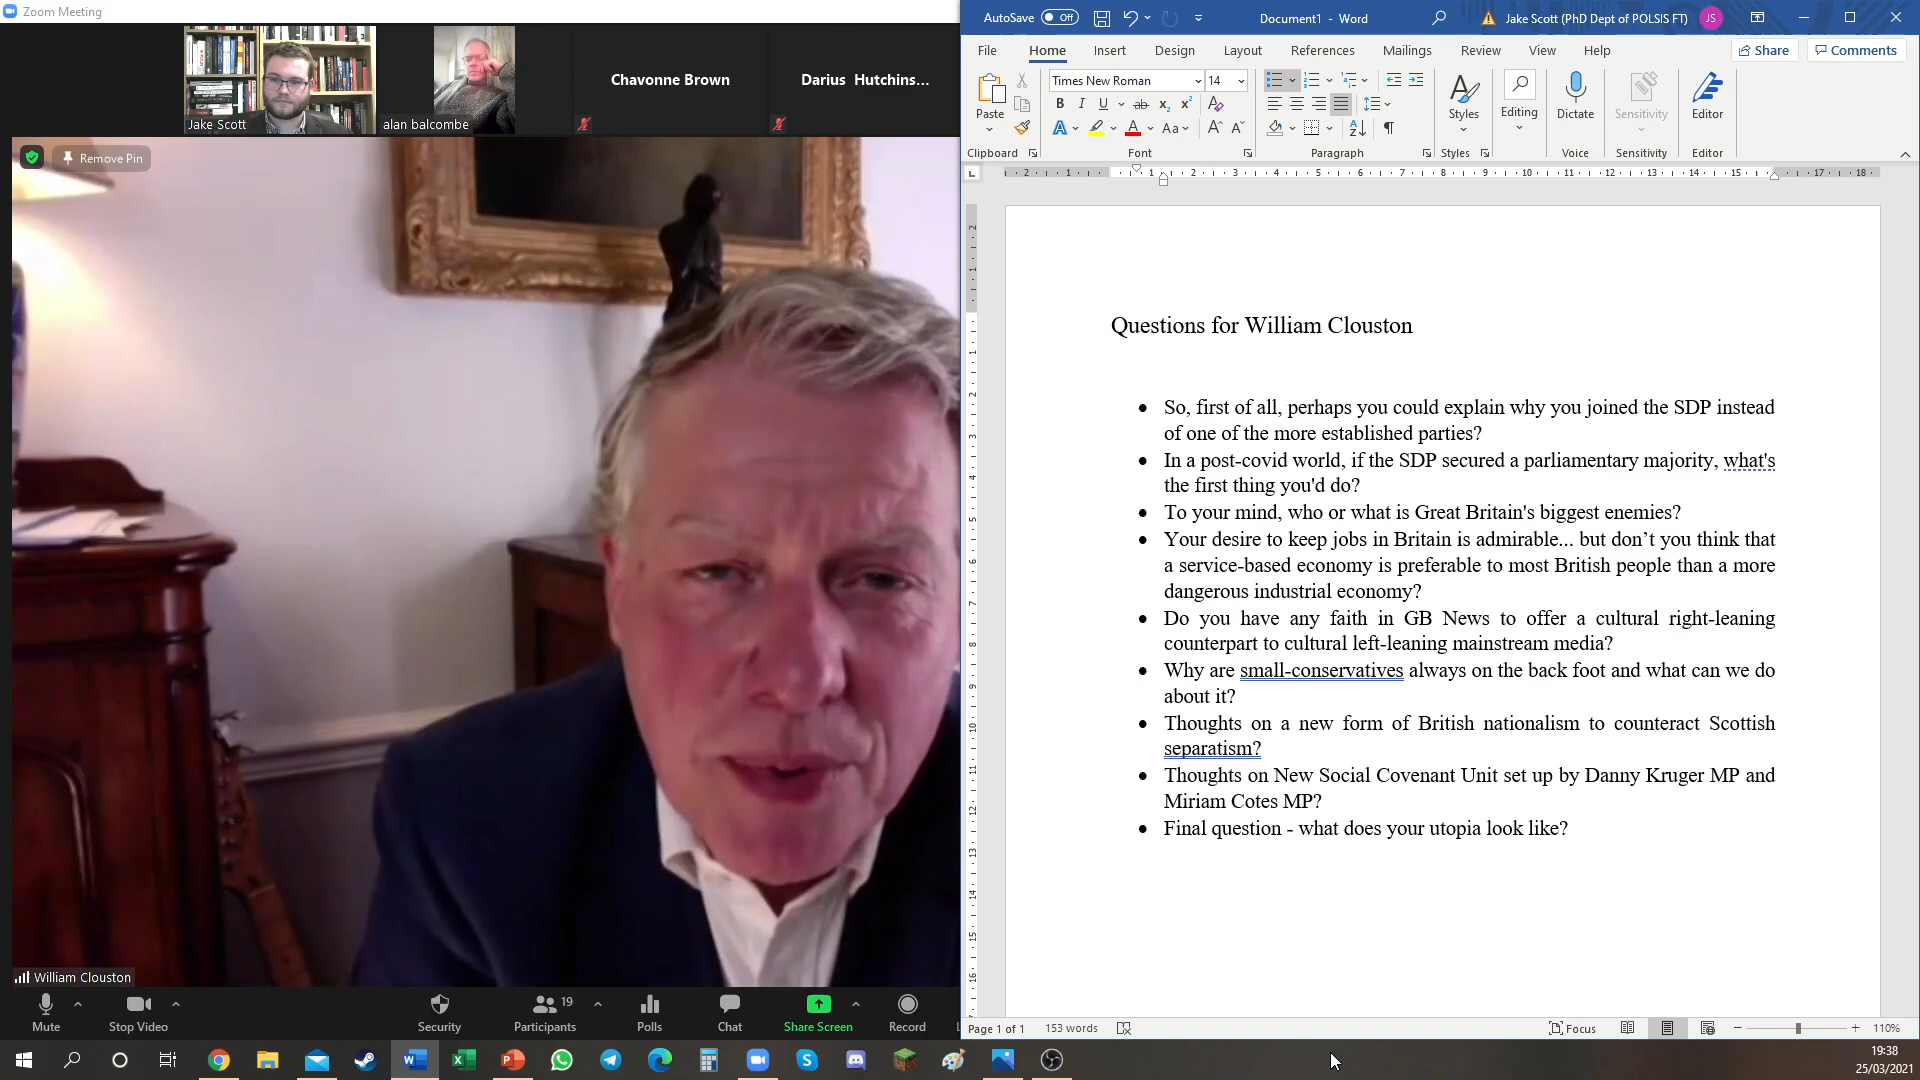 Zoom Meeting
Jake Scott
alan balcombe
Chavonne Brown
Darius Hutchins...
Remove Pin
William Clouston
Mute
Stop Video
Security
19
Participants
Polls
Chat
Share Screen
Record
AutoSave
Off
Document1 - Word
Jake Scott (PhD Dept of POLSIS FT)
JS
File
Home
Insert
Design
Layout
References
Mailings
Review
View
Help
Share
Comments
Paste
Clipboard
Times New Roman
14
Font
Paragraph
Styles
Styles
Editing
Dictate
Voice
Sensitivity
Sensitivity
Editor
Editor
Questions for William Clouston
• So, first of all, perhaps you could explain why you joined the SDP instead
of one of the more established parties?
• In a post-covid world, if the SDP secured a parliamentary majority, what's
the first thing you'd do?
• To your mind, who or what is Great Britain's biggest enemies?
• Your desire to keep jobs in Britain is admirable... but don’t you think that
a service-based economy is preferable to most British people than a more
dangerous industrial economy?
• Do you have any faith in GB News to offer a cultural right-leaning
counterpart to cultural left-leaning mainstream media?
• Why are small-conservatives always on the back foot and what can we do
about it?
• Thoughts on a new form of British nationalism to counteract Scottish
separatism?
• Thoughts on New Social Covenant Unit set up by Danny Kruger MP and
Miriam Cotes MP?
• Final question - what does your utopia look like?
Page 1 of 1
153 words
Focus
110%
19:38
25/03/2021